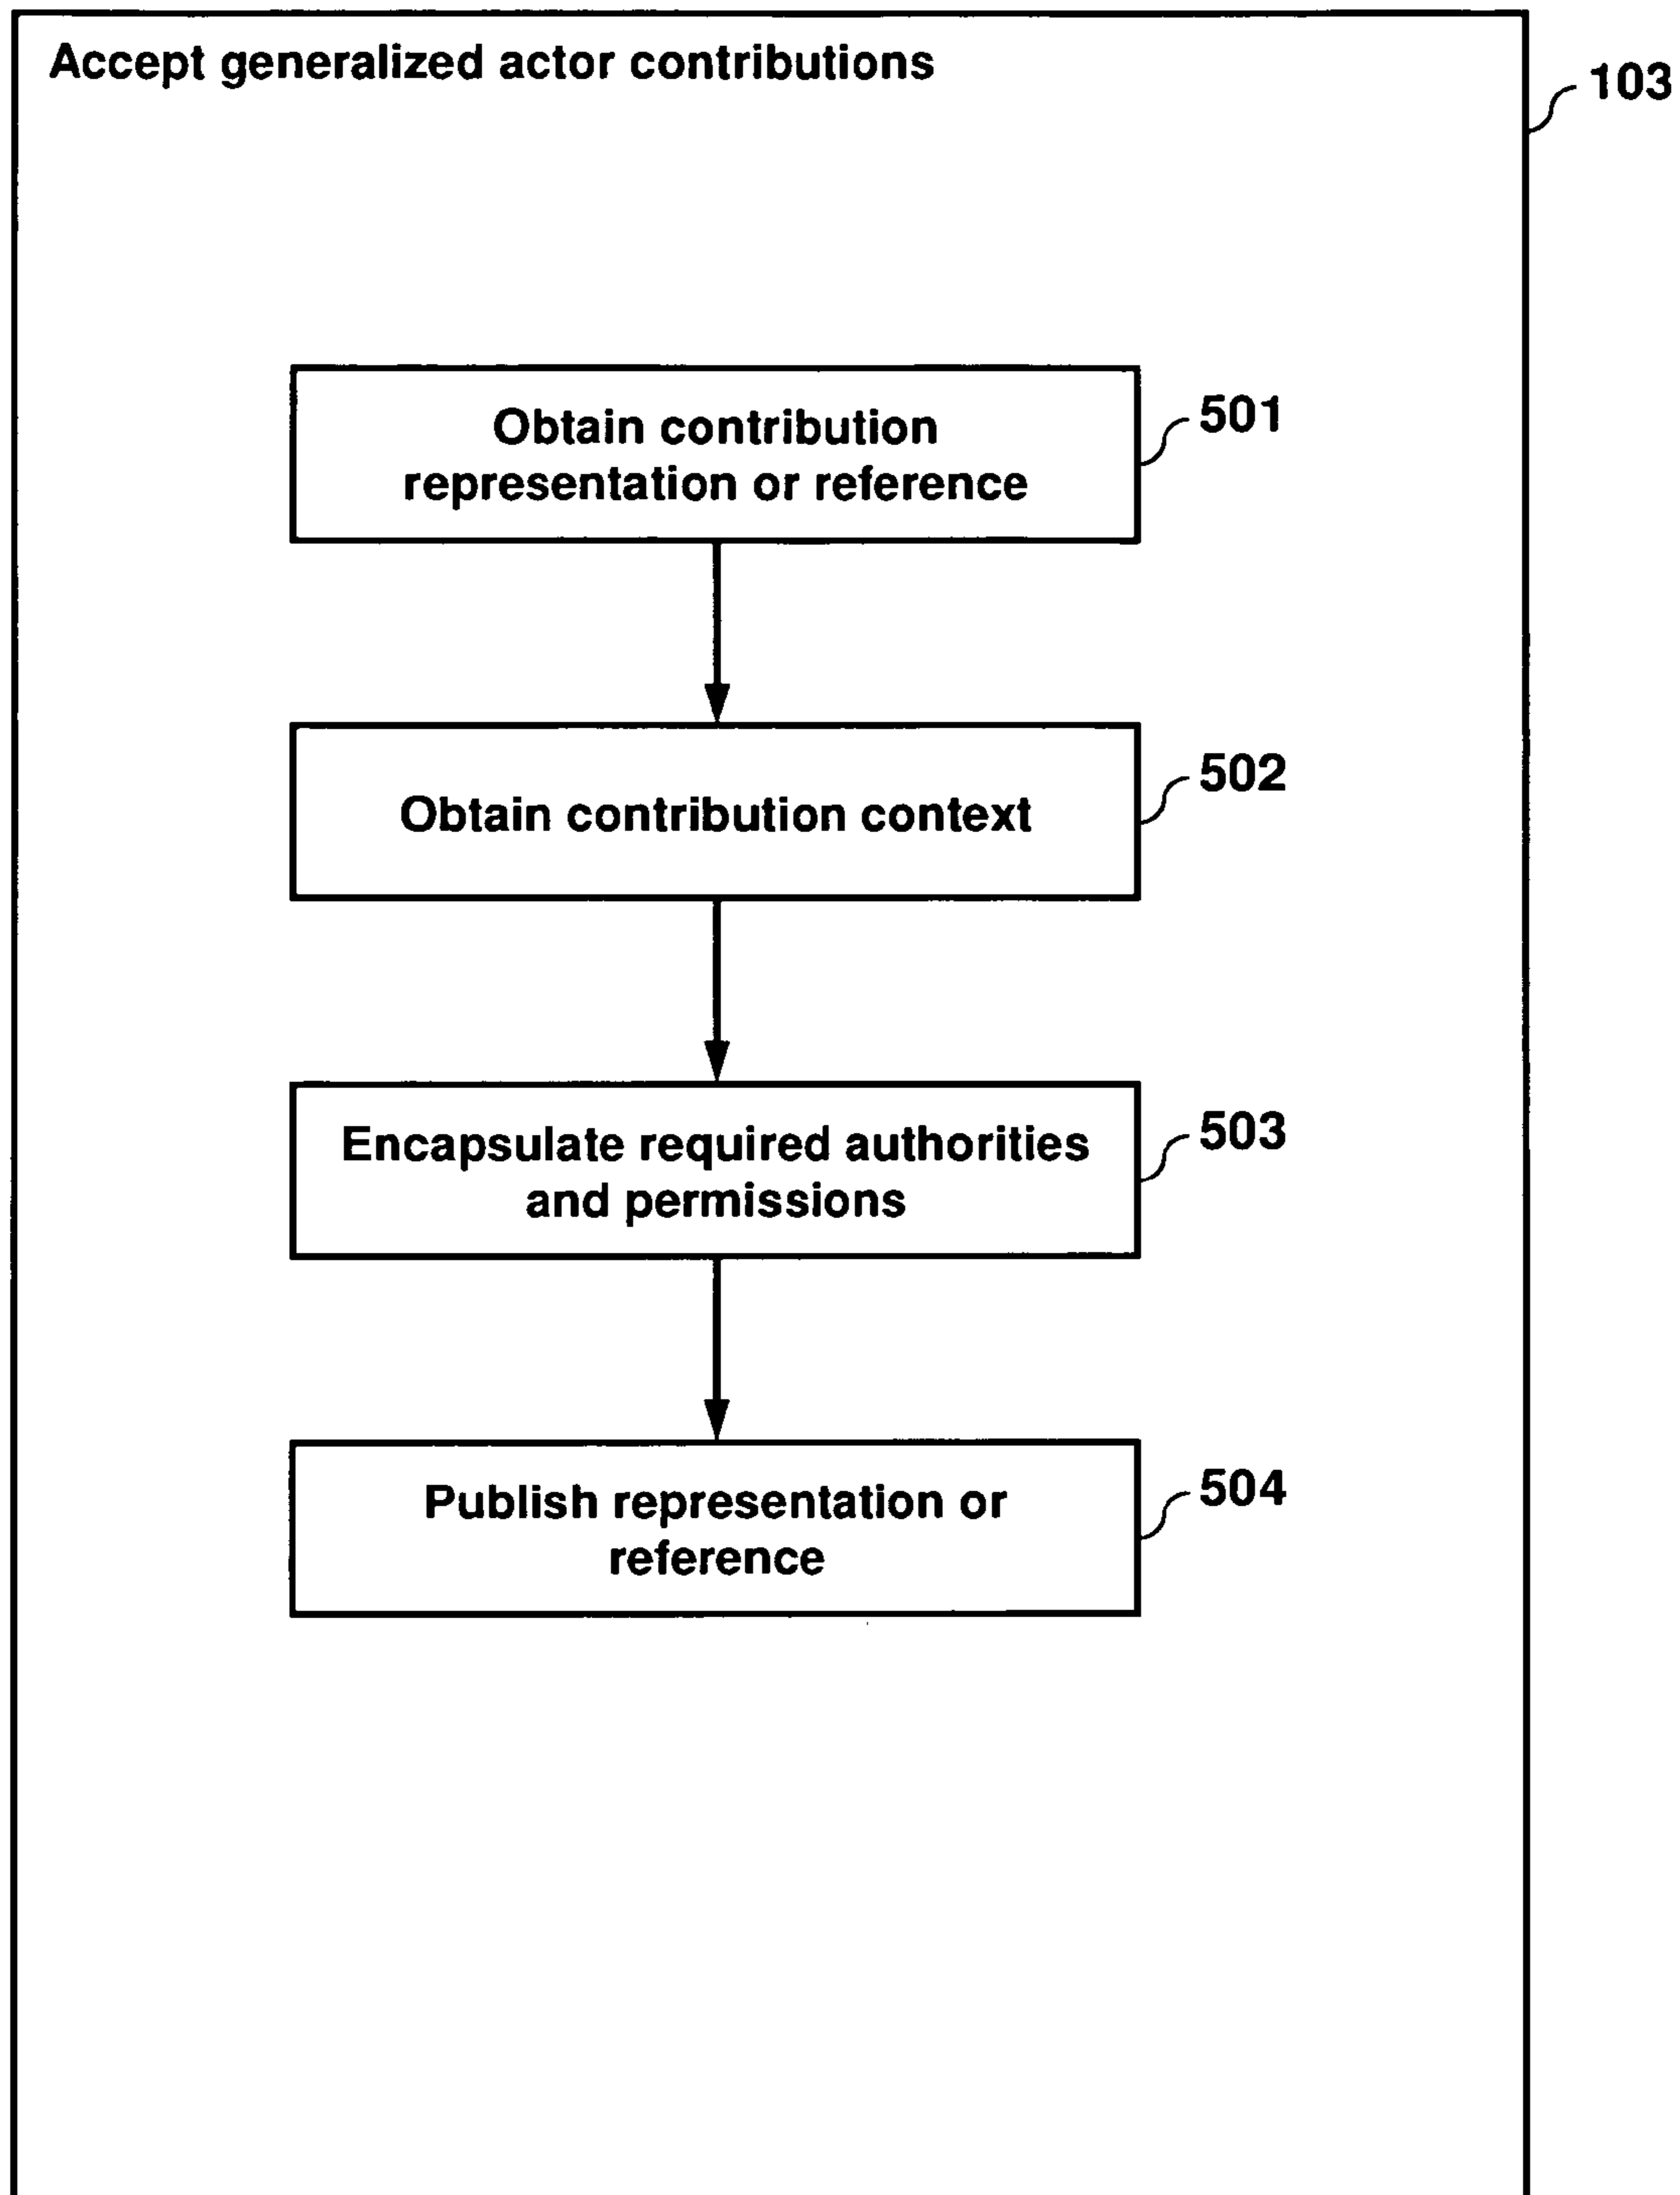 Accept generalized actor contributions
103
Obtain contribution
representation or reference
501
Obtain contribution context
502
Encapsulate required authorities
and permissions
503
Publish representation or
reference
504